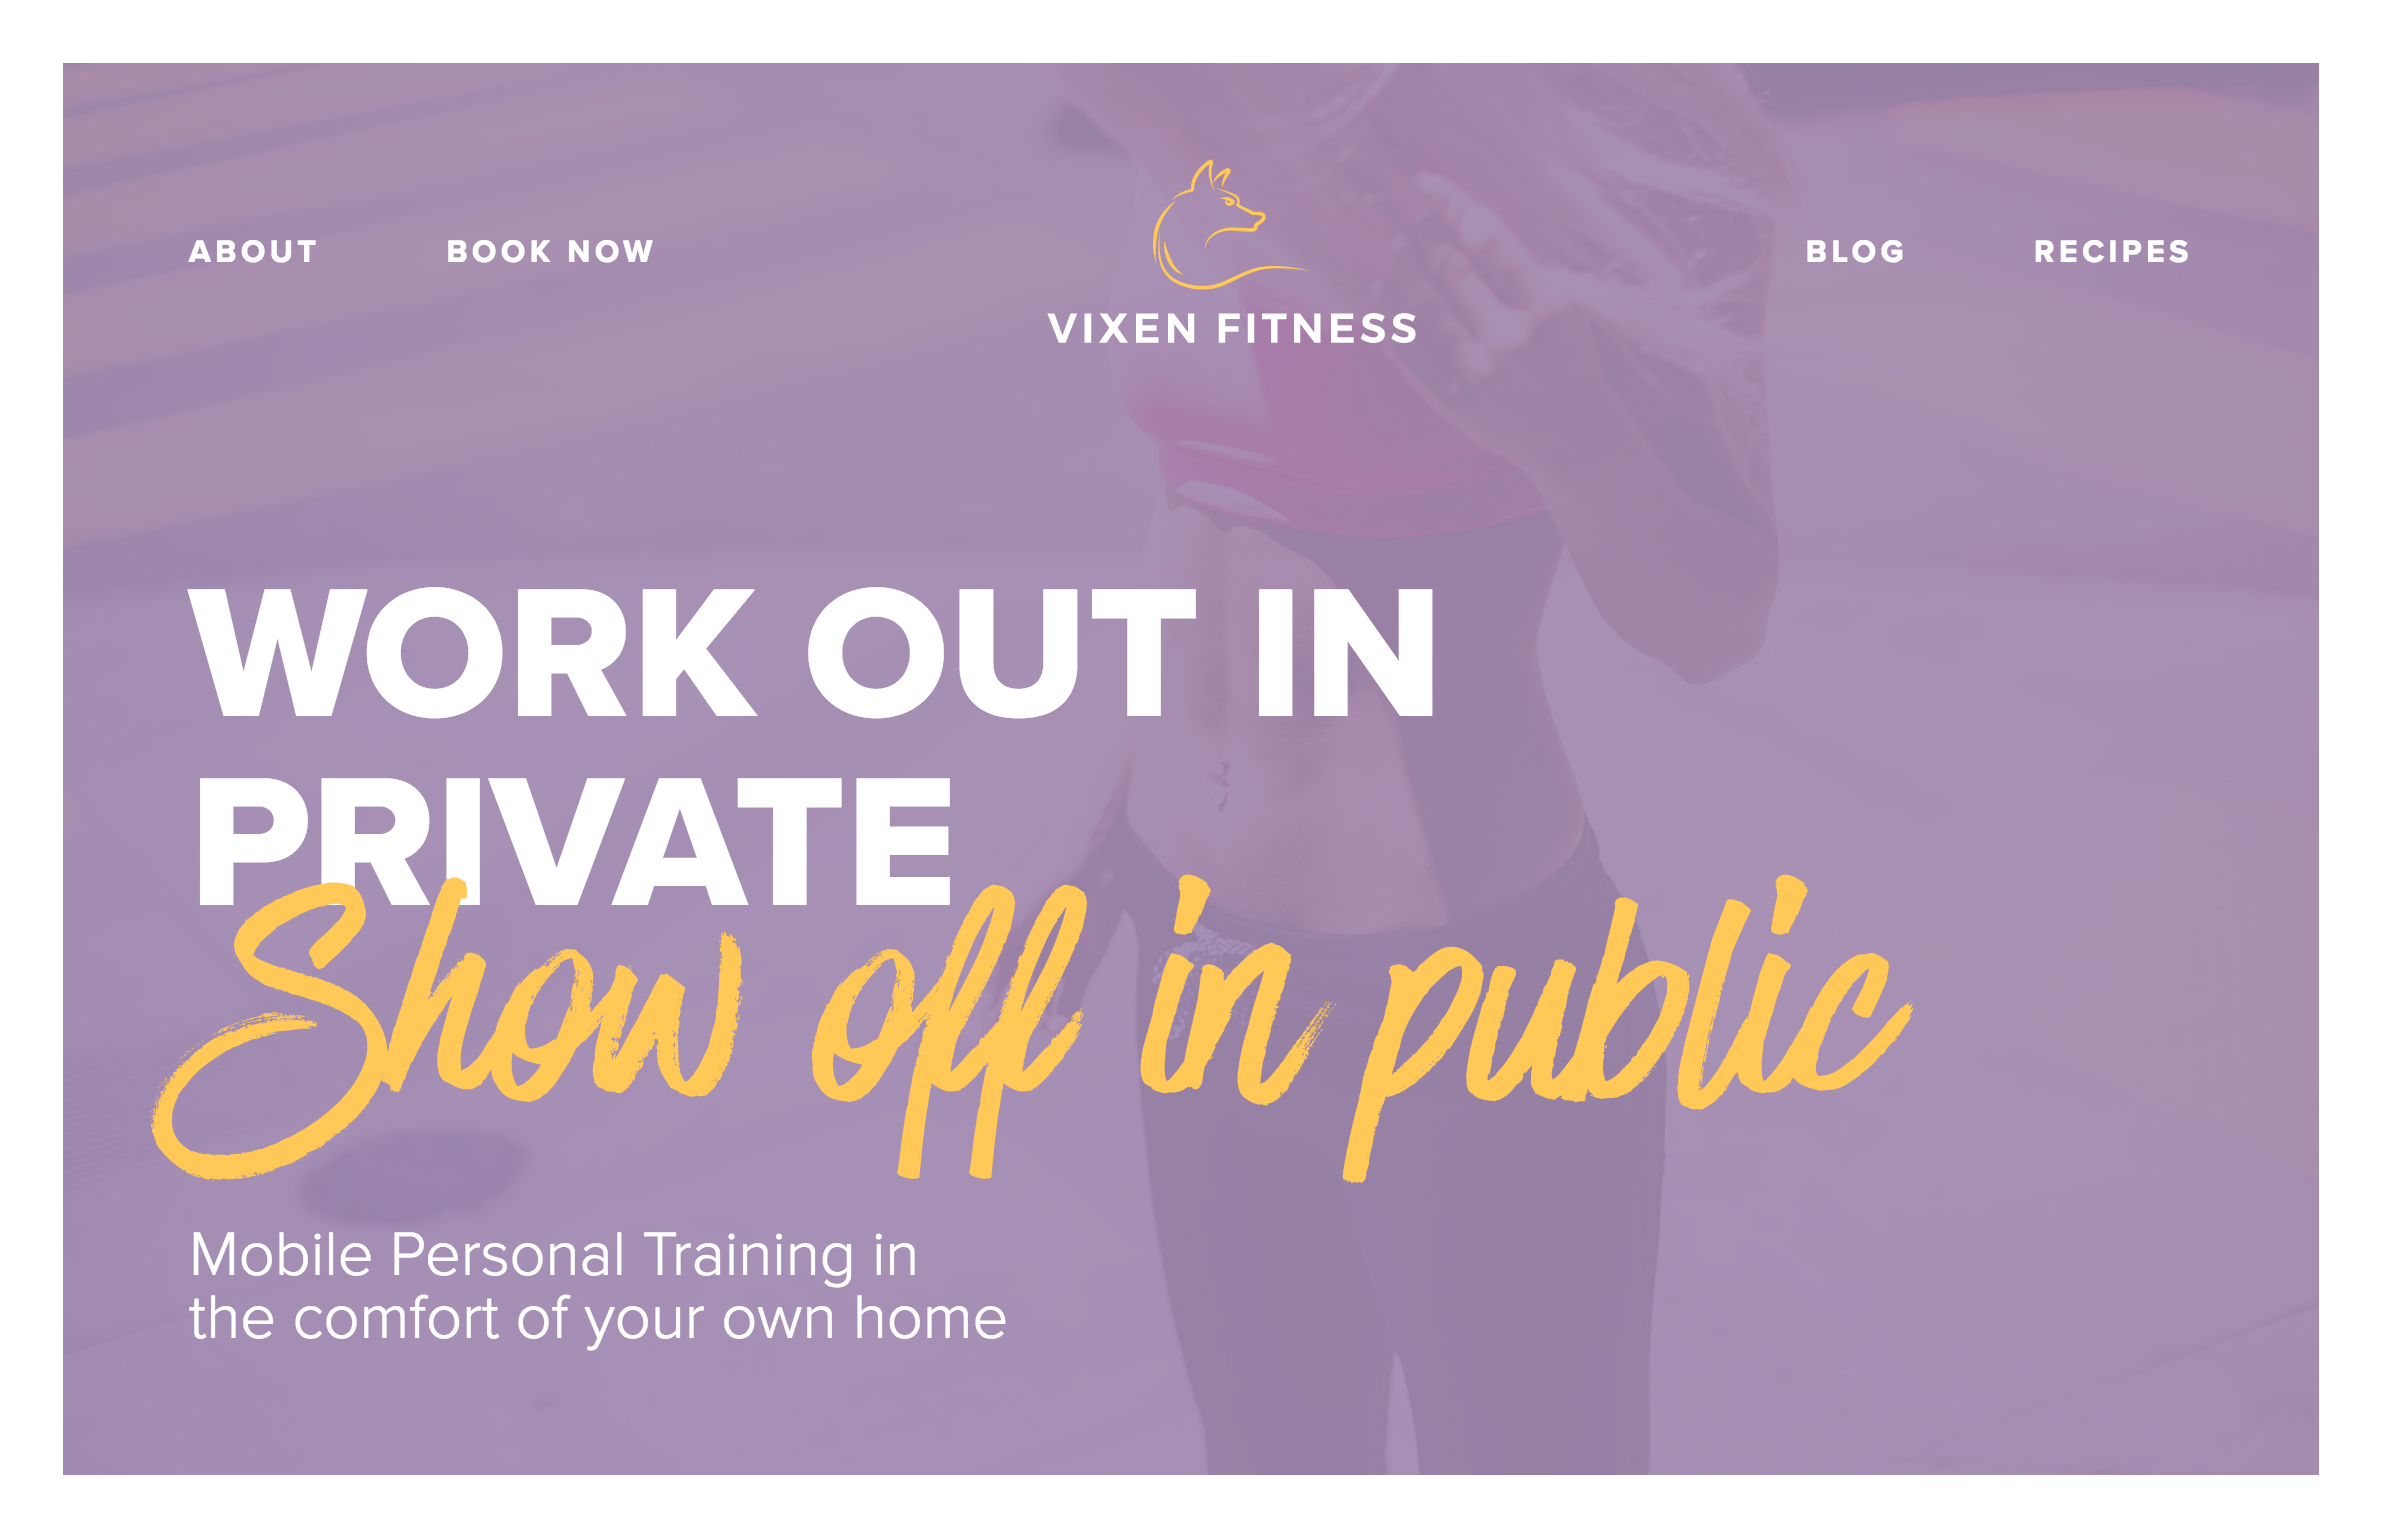 ABOUT BOOK NOW BLOG RECIPES
VIXEN FITNESS
WORK OUT IN
PRIVATE
Show off in public
Mobile Personal Training in
the comfort of your own home